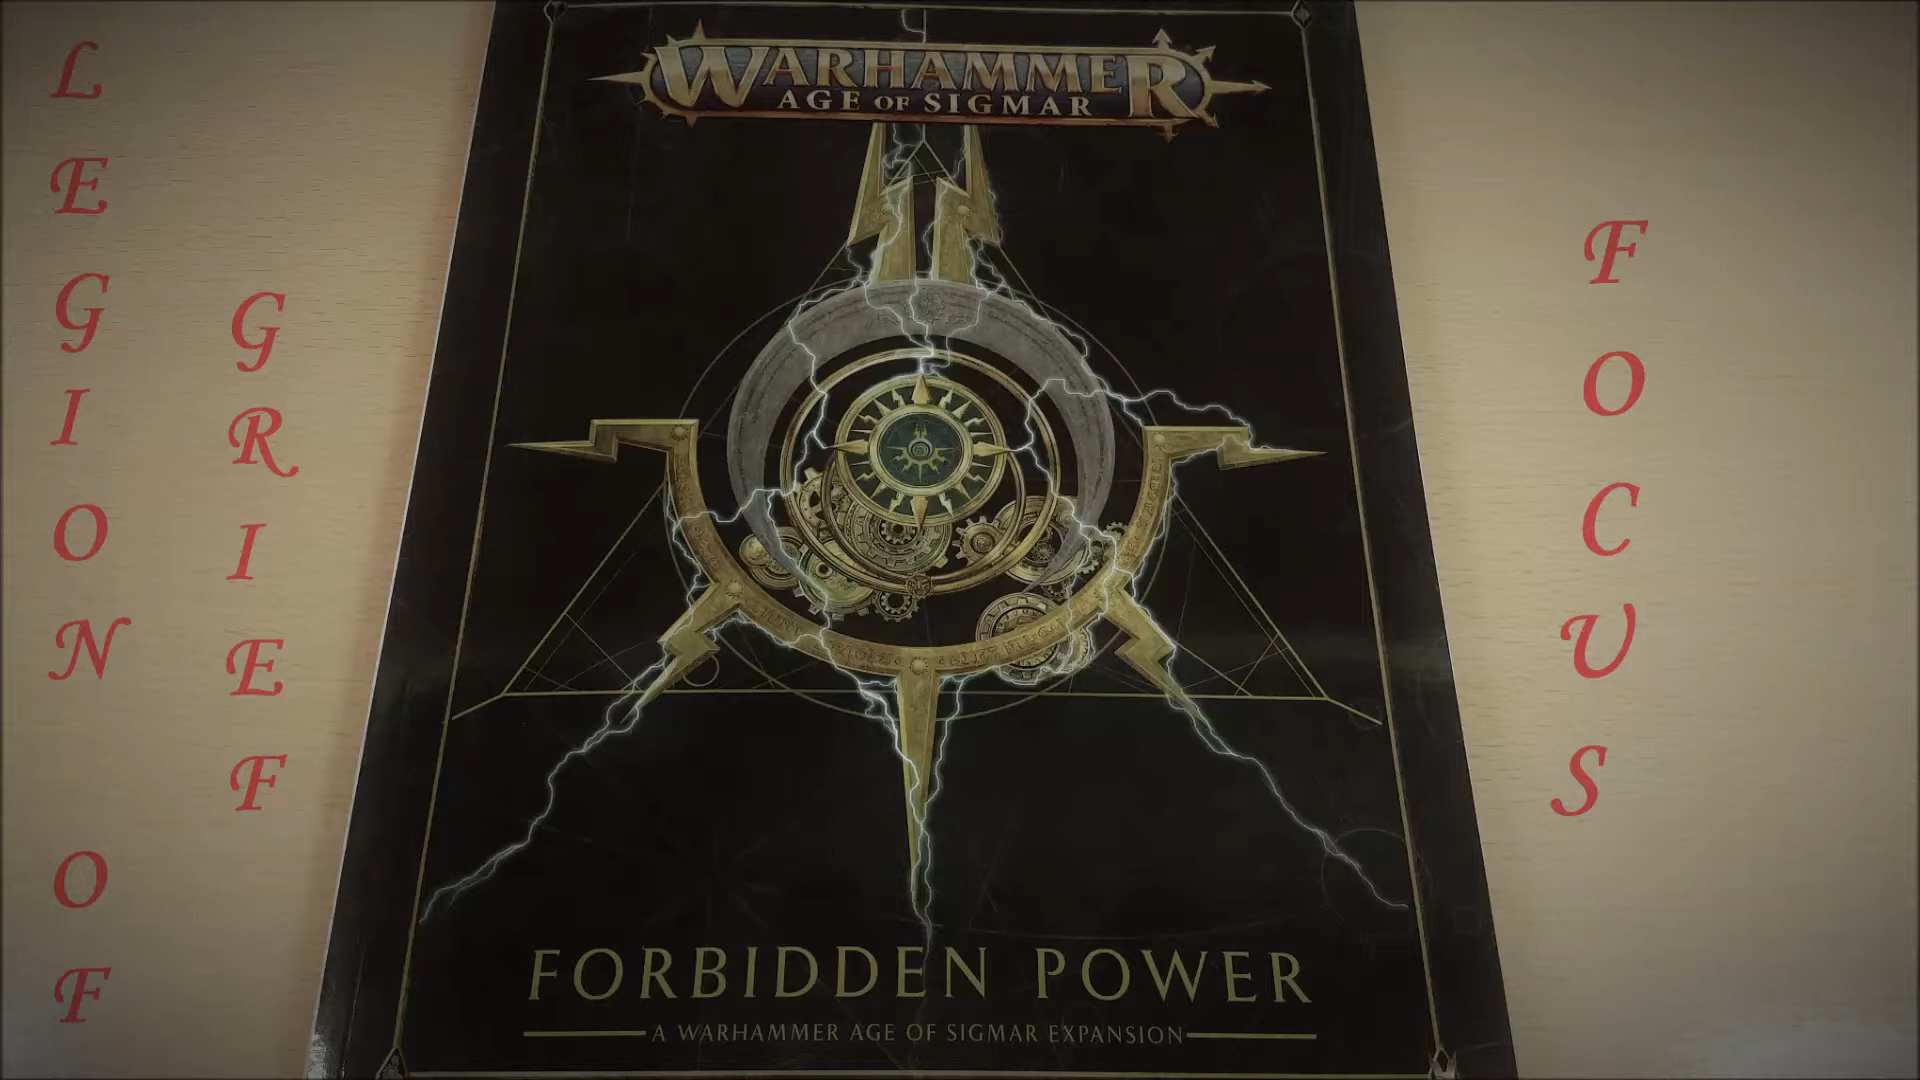 LEGION OF
GRIEF
WARHAMMER
AGE OF SIGMAR
FORBIDDEN POWER
A WARHAMMER AGE OF SIGMAR EXPANSION
FOCUS